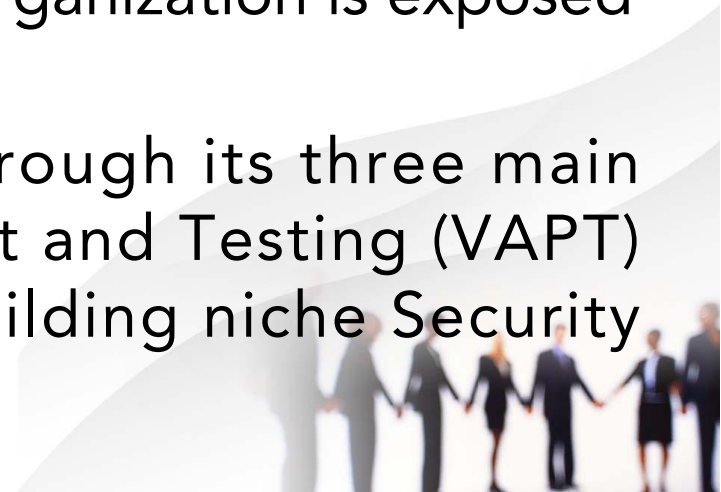 ganization is exposed
rough its three main
t and Testing (VAPT)
ilding niche Security